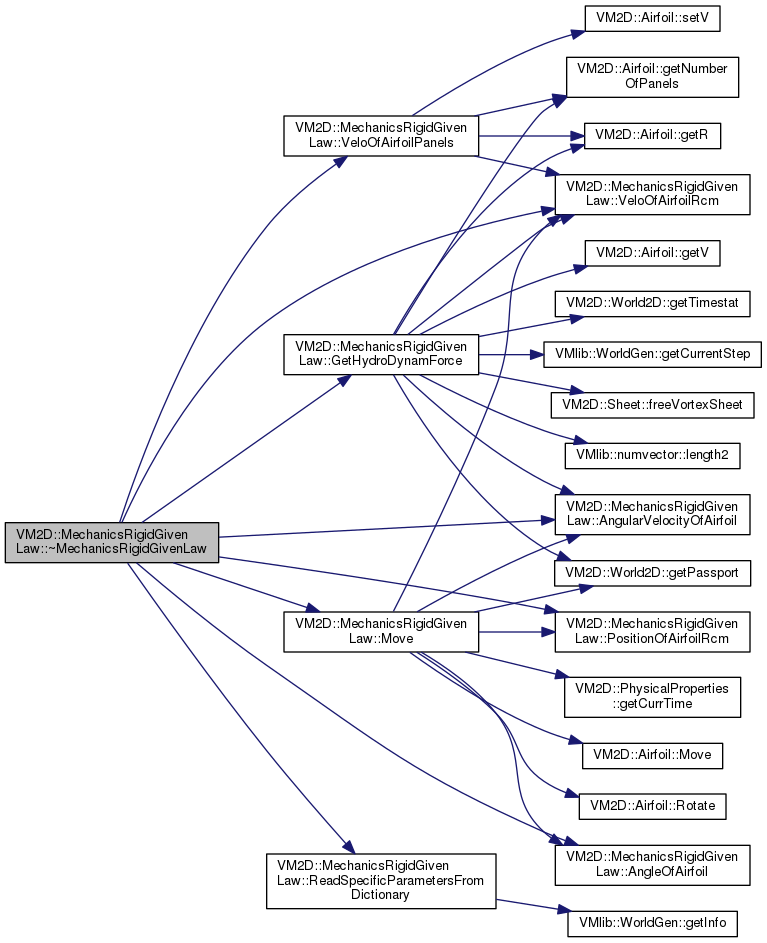 VM2D::MechanicsRigidGiven
Law::~MechanicsRigidGivenLaw
VM2D::MechanicsRigidGiven
Law::VeloOfAirfoilPanels
VM2D::MechanicsRigidGiven
Law::GetHydroDynamForce
VM2D::MechanicsRigidGiven
Law::Move
VM2D::MechanicsRigidGiven
Law::ReadSpecificParametersFrom
Dictionary
VM2D::Airfoil::setV
VM2D::Airfoil::getNumber
OfPanels
VM2D::Airfoil::getR
VM2D::MechanicsRigidGiven
Law::VeloOfAirfoilRcm
VM2D::Airfoil::getV
VM2D::World2D::getTimestat
VMlib::WorldGen::getCurrentStep
VM2D::Sheet::freeVortexSheet
VMlib::numvector::length2
VM2D::MechanicsRigidGiven
Law::AngularVelocityOfAirfoil
VM2D::World2D::getPassport
VM2D::MechanicsRigidGiven
Law::PositionOfAirfoilRcm
VM2D::PhysicalProperties
::getCurrTime
VM2D::Airfoil::Move
VM2D::Airfoil::Rotate
VM2D::MechanicsRigidGiven
Law::AngleOfAirfoil
VMlib::WorldGen::getInfo